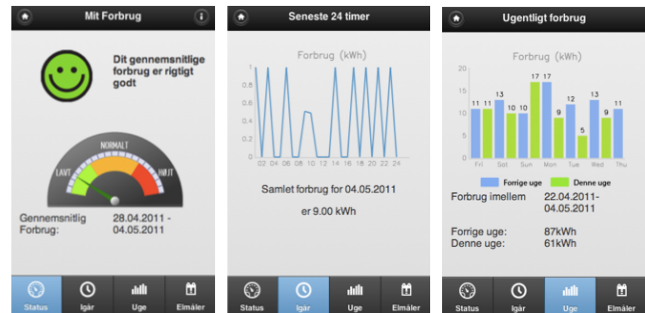 Mit Forbrug
Dit gennemsnitlige
forbrug er rigtigt
godt
NORMALT
LAVT
HØJT
Gennemsnitlig
Forbrug:
28.04.2011 -
04.05.2011
Status
Igår
Uge
Elmåler
Seneste 24 timer
Forbrug (kWh)
1
0.8
0.6
0.4
0.2
0
02 04 06 08 10 12 14 16 18 20 22 24
Samlet forbrug for 04.05.2011
er 9.00 kWh
Status
Igår
Uge
Elmåler
Ugentligt forbrug
Forbrug (kWh)
20
15
10
5
0
11 11 13 10 10 17 17 9 12 5 13 9 11
Fri Sat Sun Mon Tue Wed Thu
Forrige uge
Denne uge
Forbrug imellem
22.04.2011-
04.05.2011
Forrige uge: 87kWh
Denne uge: 61kWh
Status
Igår
Uge
Elmåler